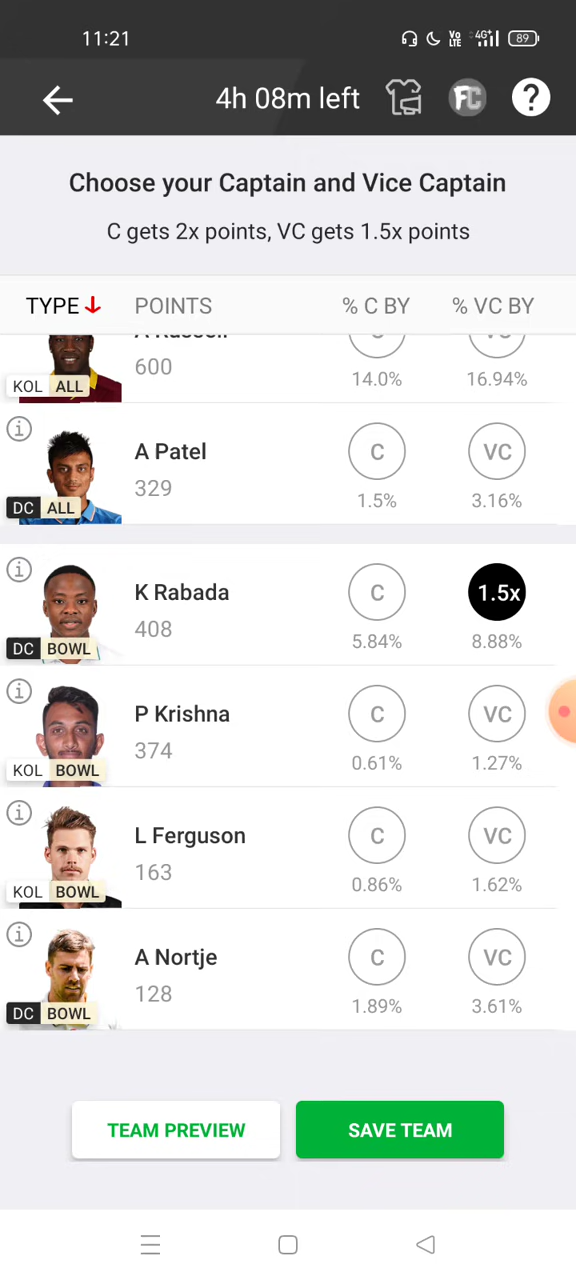 11:21 Vo LTE 4G+ 89
4h 08m left FC ?
Choose your Captain and Vice Captain
C gets 2x points, VC gets 1.5x points
TYPE POINTS % C BY % VC BY
600
KOL ALL 14.0% 16.94%
A Patel C VC
329
DC ALL 1.5% 3.16%
K Rabada C 1.5x
408
DC BOWL 5.84% 8.88%
P Krishna C VC
374
KOL BOWL 0.61% 1.27%
L Ferguson C VC
163
KOL BOWL 0.86% 1.62%
A Nortje C VC
128
DC BOWL 1.89% 3.61%
TEAM PREVIEW SAVE TEAM